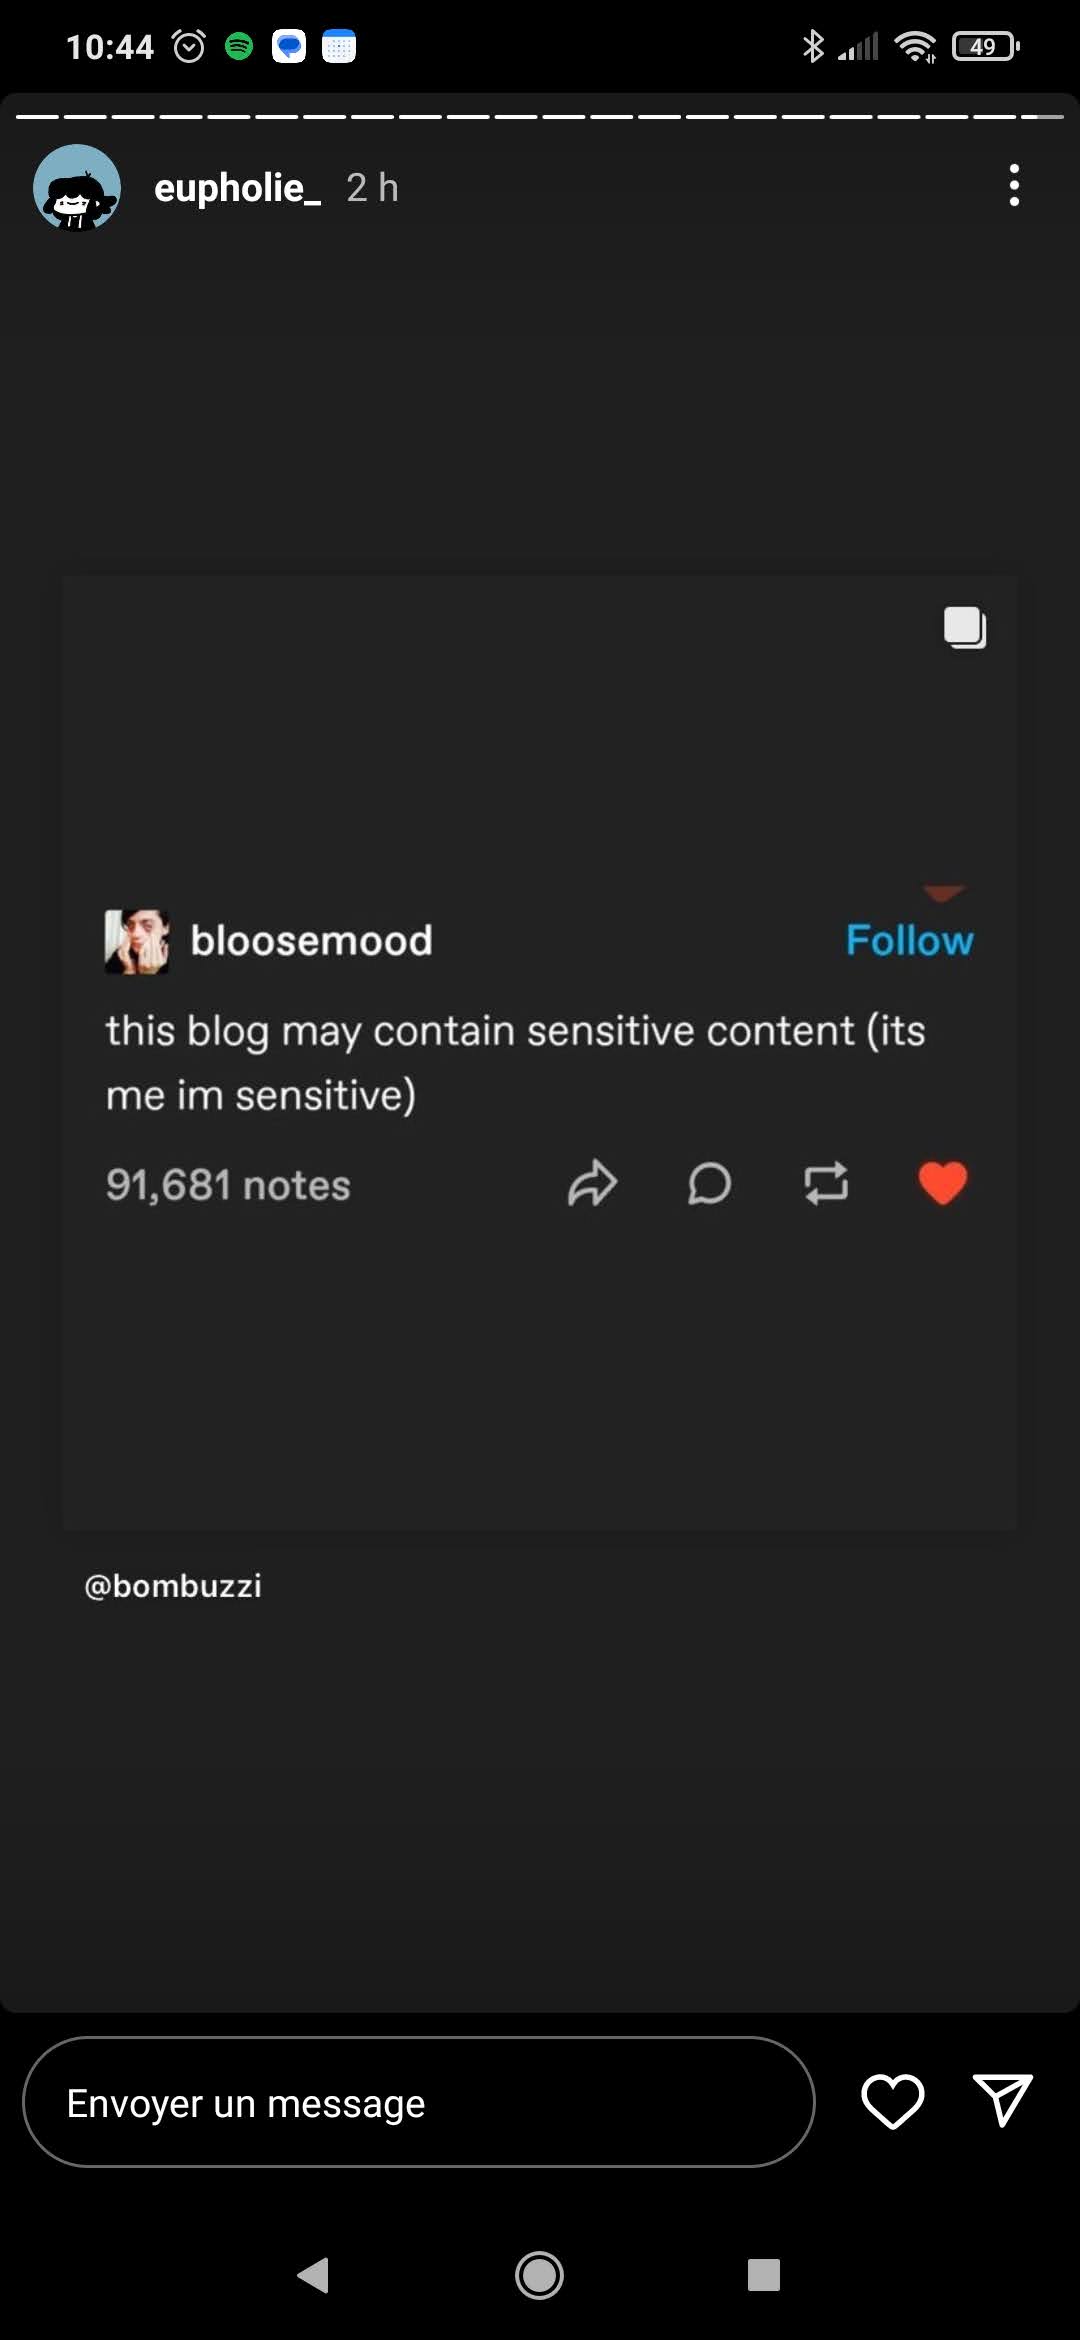 10:44
49
eupholie_ 2 h
bloosemood
Follow
this blog may contain sensitive content (its
me im sensitive)
91,681 notes
@bombuzzi
Envoyer un message